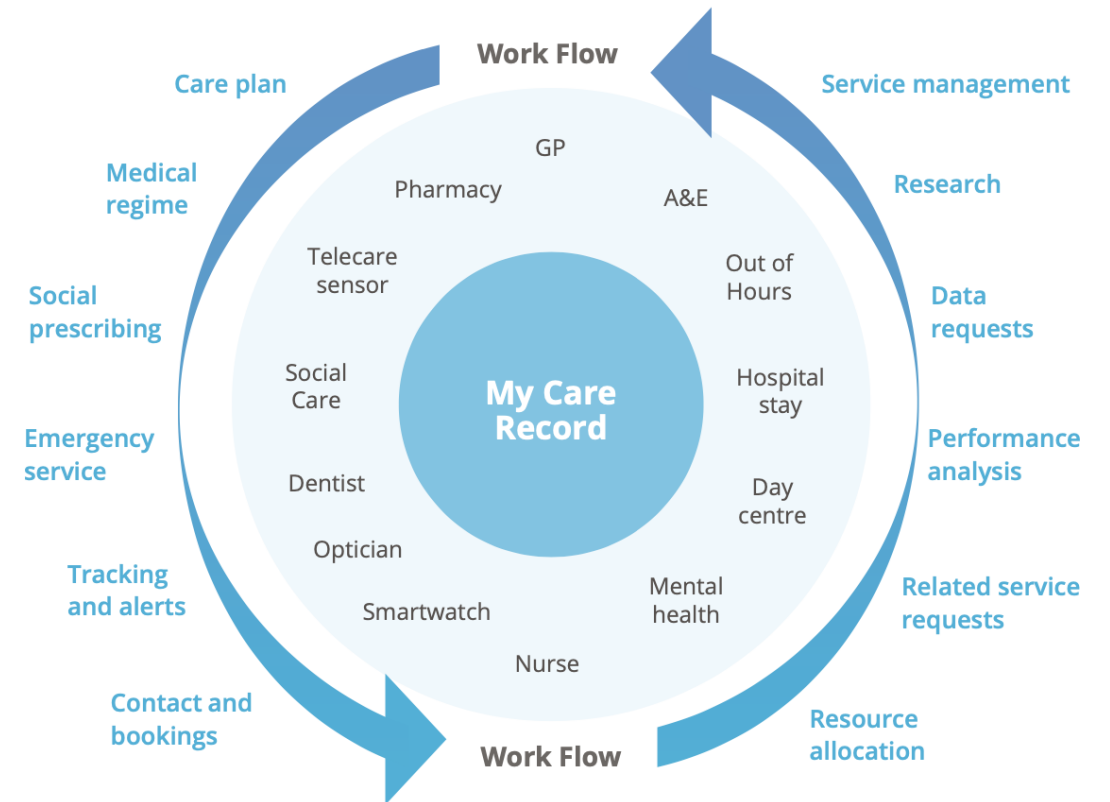 Work Flow
Care plan
Service management
Medical
regime
Research
Social
prescribing
Data
requests
Emergency
service
Performance
analysis
Tracking
and alerts
Related service
requests
Contact and
bookings
Resource
allocation
GP
Pharmacy
A&E
Telecare
sensor
Out of
Hours
Social
Care
Hospital
stay
My Care
Record
Dentist
Day
centre
Optician
Mental
health
Smartwatch
Nurse
Work Flow